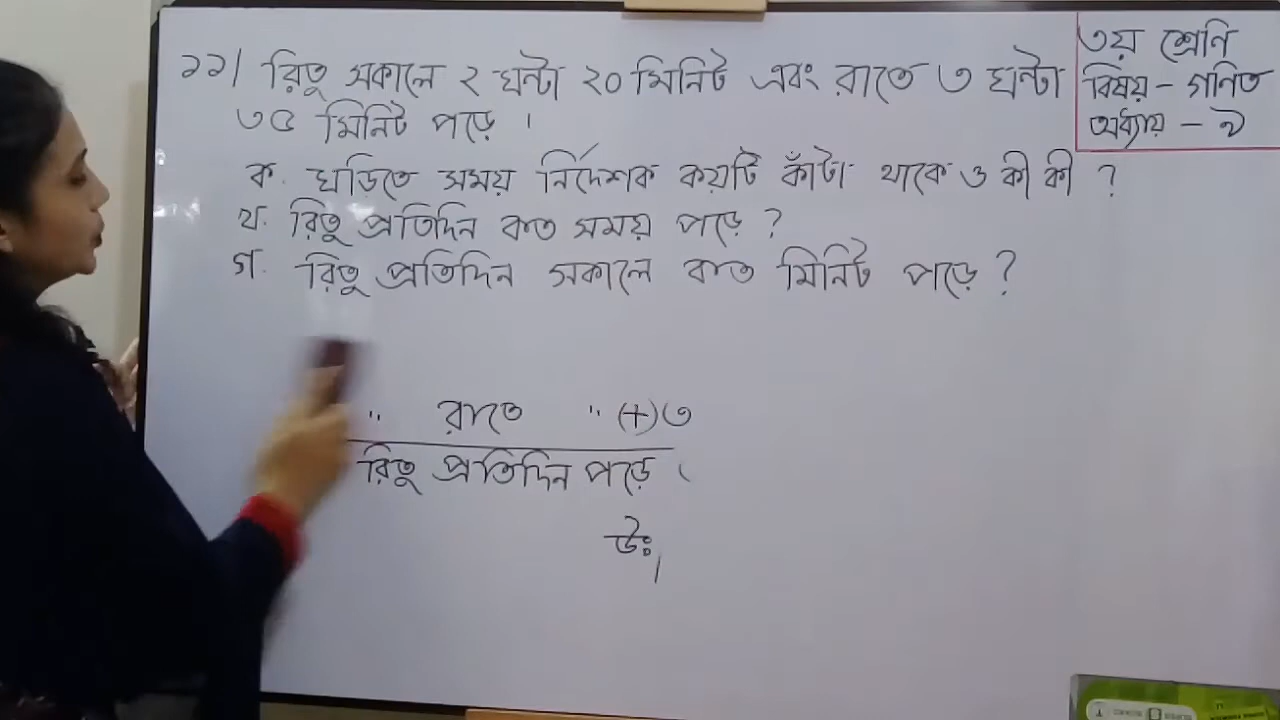 ১১। রিতু সকালে ২ ঘন্টা ২০ মিনিট এবং রাতে ৩ ঘন্টা
৩৫ মিনিট পড়ে।
ক. ঘড়িতে সময় নির্দেশক কয়টি কাঁটা থাকে ও কী কী ?
খ. রিতু প্রতিদিন কত সময় পড়ে ?
গ. রিতু প্রতিদিন সকালে কত মিনিট পড়ে ?
৩য় শ্রেণি
বিষয় - গণিত
অধ্যায় - ৯
" রাতে " (+) ৩
রিতু প্রতিদিন পড়ে
উঃ